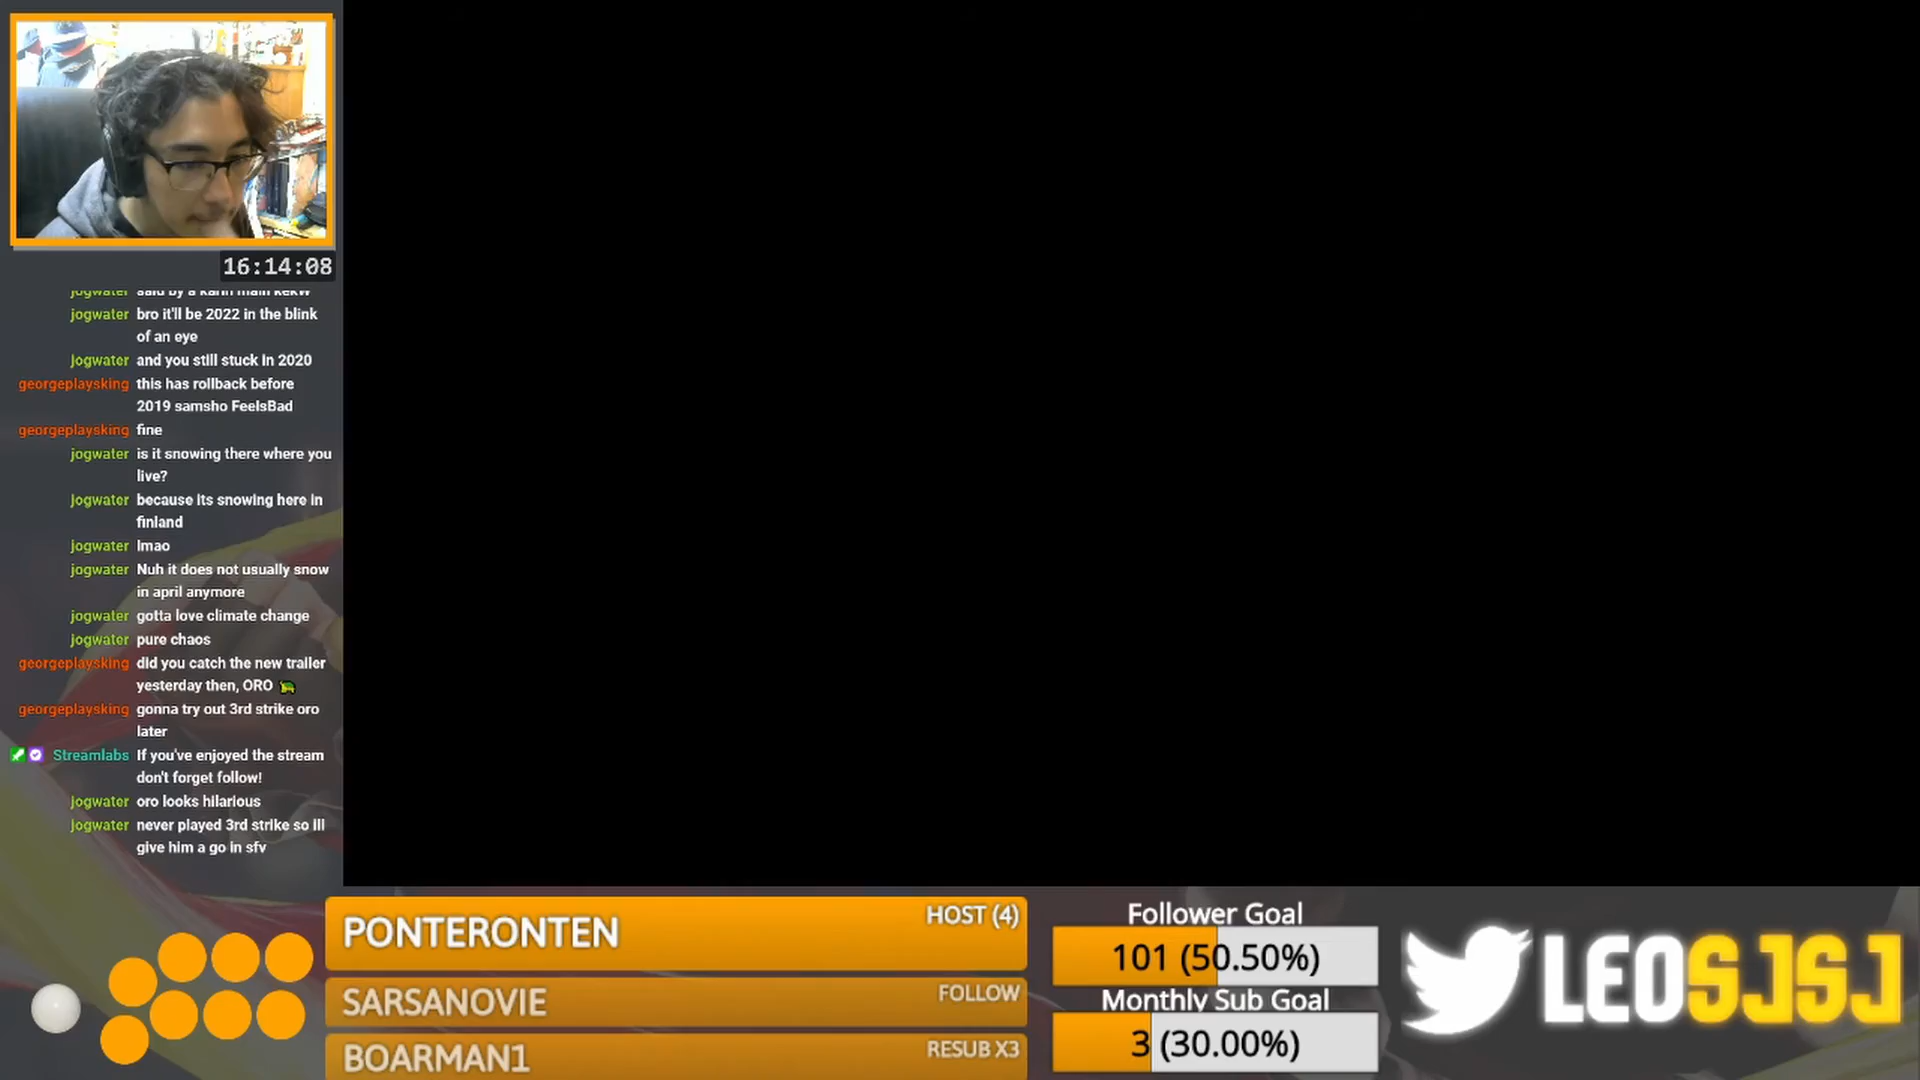 16:14:08
jogwater said by a karin main kekw
jogwater bro it'll be 2022 in the blink
of an eye
jogwater and you still stuck in 2020
georgeplaysking this has rollback before
2019 samsho FeelsBad
georgeplaysking fine
jogwater is it snowing there where you
live?
jogwater because its snowing here in
finland
jogwater lmao
jogwater Nuh it does not usually snow
in april anymore
jogwater gotta love climate change
jogwater pure chaos
georgeplaysking did you catch the new trailer
yesterday then, ORO
georgeplaysking gonna try out 3rd strike oro
later
Streamlabs If you've enjoyed the stream
don't forget follow!
jogwater oro looks hilarious
jogwater never played 3rd strike so ill
give him a go in sfv
PONTERONTEN HOST (4)
SARSANOVIE FOLLOW
BOARMAN1 RESUB X3
Follower Goal
101 (50.50%)
Monthly Sub Goal
3 (30.00%)
LEOSJSJ